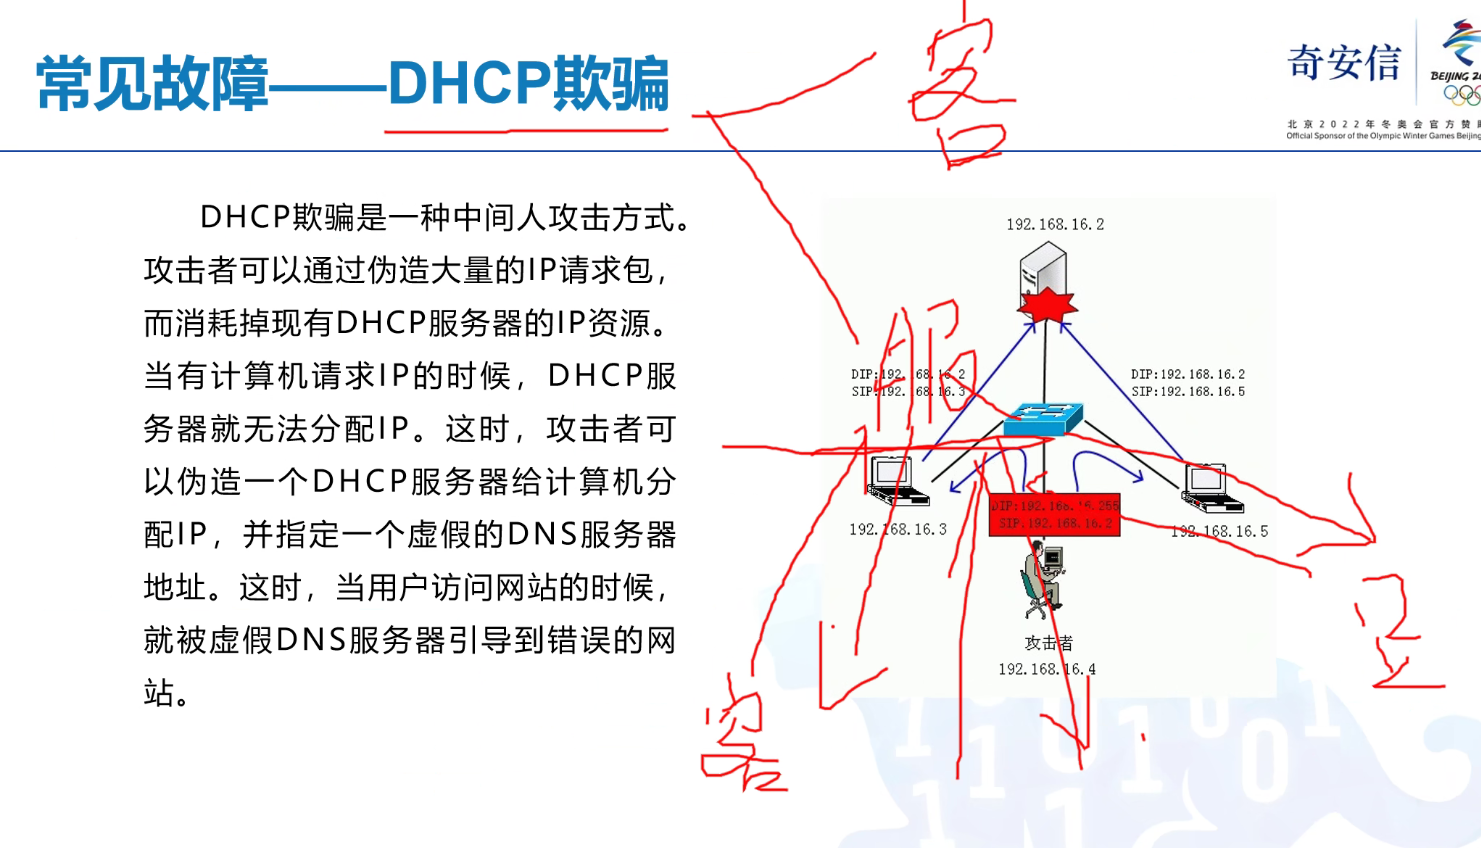 常见故障——DHCP欺骗
客
奇安信
BEIJING 2
北京2022年冬奥会官方赞
Official Sponsor of the Olympic Winter Games Beijing
DHCP欺骗是一种中间人攻击方式。
攻击者可以通过伪造大量的IP请求包，
而消耗掉现有DHCP服务器的IP资源。
当有计算机请求IP的时候，DHCP服
务器就无法分配IP。这时，攻击者可
以伪造一个DHCP服务器给计算机分
配IP，并指定一个虚假的DNS服务器
地址。这时，当用户访问网站的时候，
就被虚假DNS服务器引导到错误的网
站。
192.168.16.2
服
DIP:192.168.16.2
SIP:192.168.16.3
DIP:192.168.16.2
SIP:192.168.16.5
192.168.16.3
DIP:192.168.16.255
SIP.192.168.16.2
192.168.16.5
攻击者
192.168.16.4
客